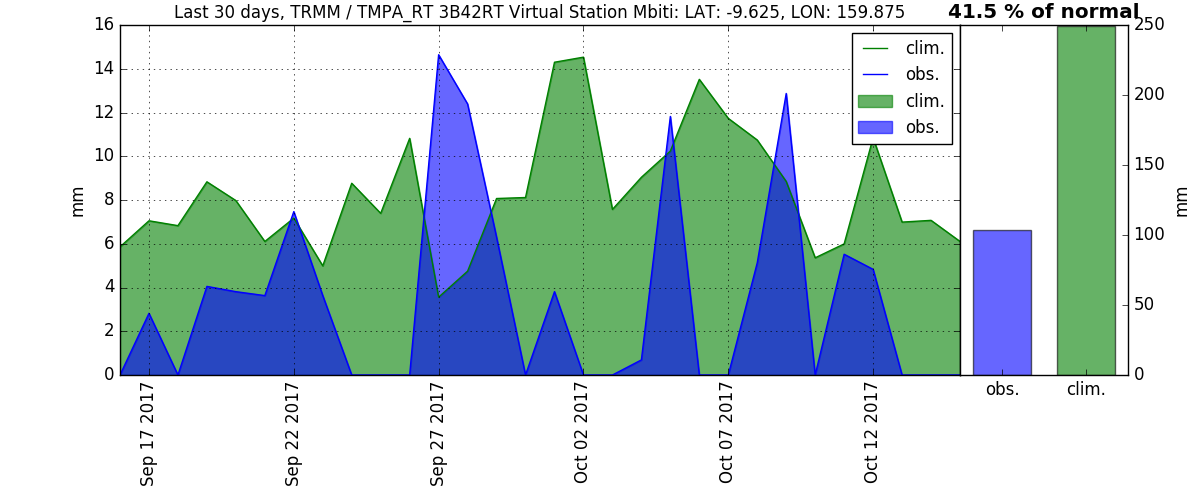 Last 30 days, TRMM / TMPA_RT 3B42RT Virtual Station Mbiti: LAT: -9.625, LON: 159.875
41.5 % of normal
16
14
12
10
8
6
4
2
0
mm
clim.
obs.
clim.
obs.
Sep 17 2017
Sep 22 2017
Sep 27 2017
Oct 02 2017
Oct 07 2017
Oct 12 2017
250
200
150
100
50
0
mm
obs.
clim.